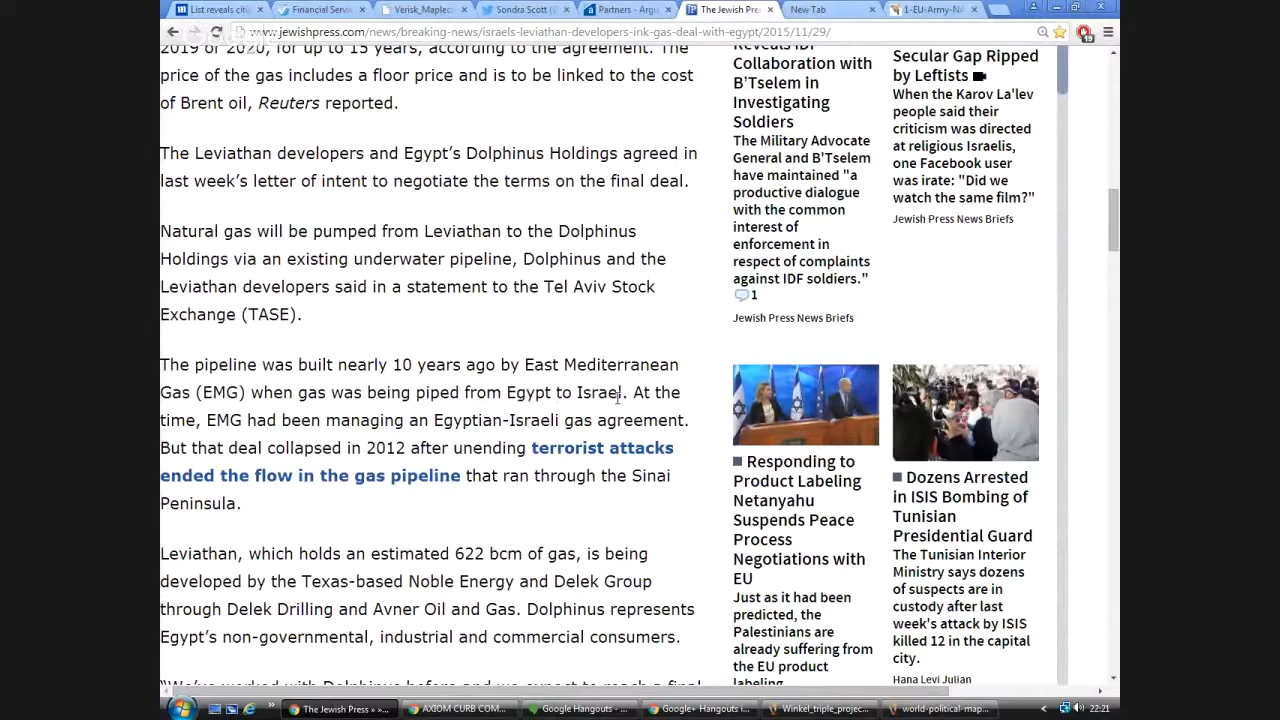 List reveals citi
Financial Servic
Verisk_Maplec
Sondra Scott (@
Partners - Argu
The Jewish Pres
New Tab
1-EU-Army-NA
www.jewishpress.com/news/breaking-news/israels-leviathan-developers-ink-gas-deal-with-egypt/2015/11/29/
2019 or 2020, for up to 15 years, according to the agreement. The
price of the gas includes a floor price and is to be linked to the cost
of Brent oil, Reuters reported.
The Leviathan developers and Egypt's Dolphinus Holdings agreed in
last week's letter of intent to negotiate the terms on the final deal.
Natural gas will be pumped from Leviathan to the Dolphinus
Holdings via an existing underwater pipeline, Dolphinus and the
Leviathan developers said in a statement to the Tel Aviv Stock
Exchange (TASE).
The pipeline was built nearly 10 years ago by East Mediterranean
Gas (EMG) when gas was being piped from Egypt to Israel. At the
time, EMG had been managing an Egyptian-Israeli gas agreement.
But that deal collapsed in 2012 after unending terrorist attacks
ended the flow in the gas pipeline that ran through the Sinai
Peninsula.
Leviathan, which holds an estimated 622 bcm of gas, is being
developed by the Texas-based Noble Energy and Delek Group
through Delek Drilling and Avner Oil and Gas. Dolphinus represents
Egypt's non-governmental, industrial and commercial consumers.
"We've worked with Dolphinus before and we expect to reach a final
Reveals IDF
Collaboration with
B'Tselem in
Investigating
Soldiers
The Military Advocate
General and B'Tselem
have maintained "a
productive dialogue
with the common
interest of
enforcement in
respect of complaints
against IDF soldiers."
1
Jewish Press News Briefs
Secular Gap Ripped
by Leftists
When the Karov La'lev
people said their
criticism was directed
at religious Israelis,
one Facebook user
was irate: "Did we
watch the same film?"
Jewish Press News Briefs
Responding to
Product Labeling
Netanyahu
Suspends Peace
Process
Negotiations with
EU
Just as it had been
predicted, the
Palestinians are
already suffering from
the EU product
labeling
Dozens Arrested
in ISIS Bombing of
Tunisian
Presidential Guard
The Tunisian Interior
Ministry says dozens
of suspects are in
custody after last
week's attack by ISIS
killed 12 in the capital
city.
Hana Levi Julian
The Jewish Press » »...
AXIOM CURB COM...
Google Hangouts - ...
Google+ Hangouts i...
Winkel_triple_projec...
world-political-map...
22:21